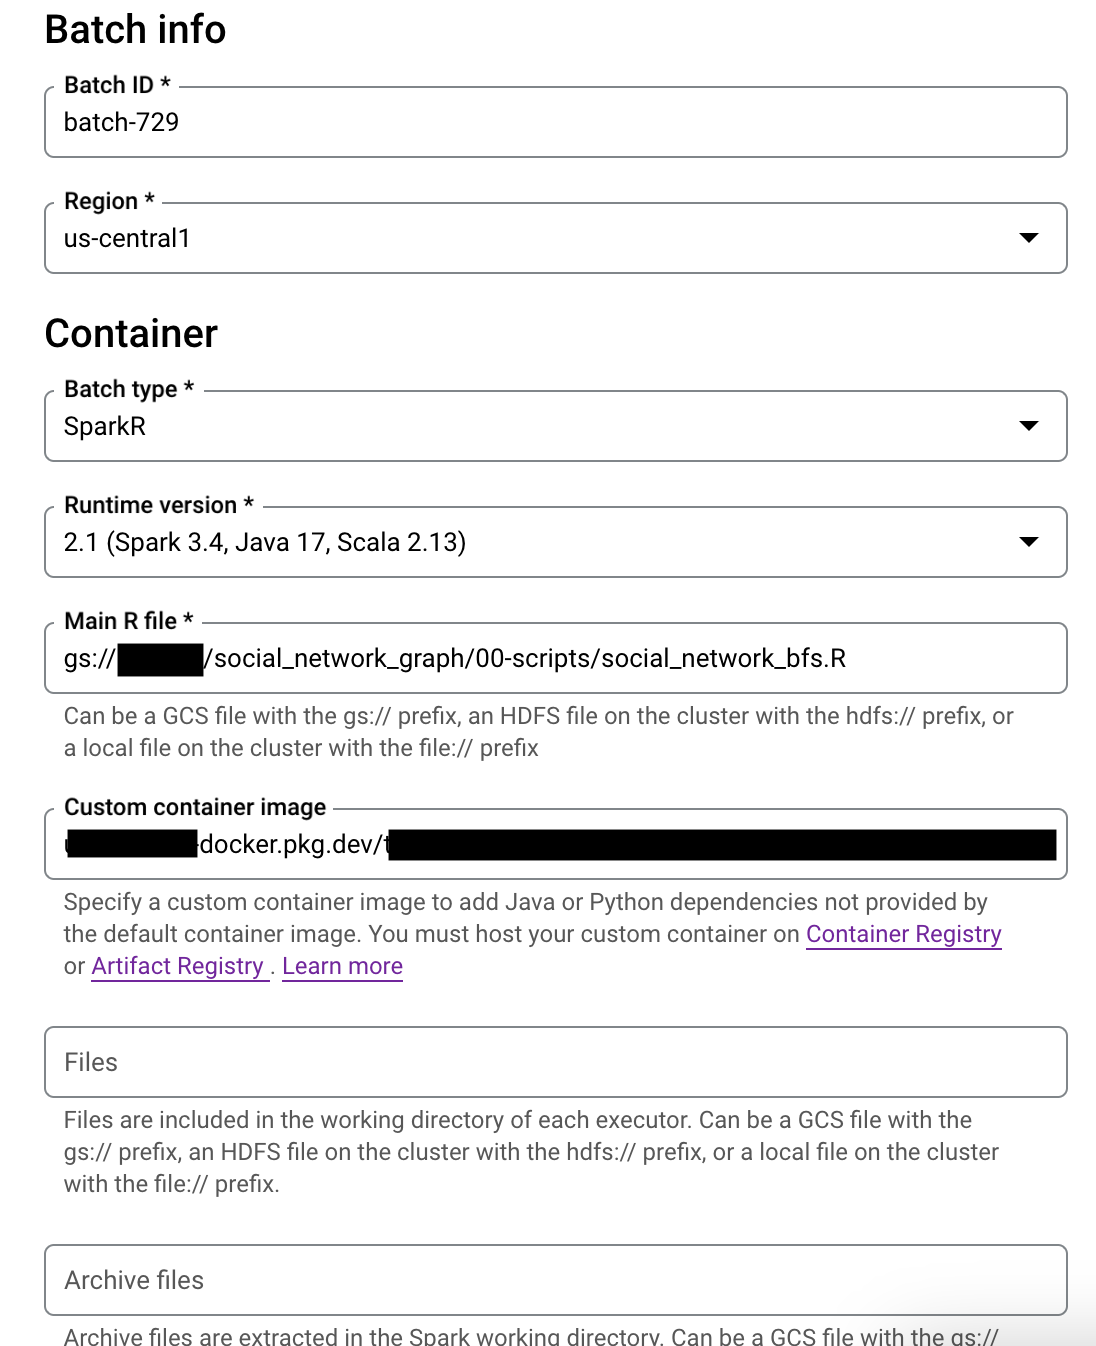 Batch info
Batch ID *
batch-729
Region *
us-central1
Container
Batch type *
SparkR
Runtime version *
2.1 (Spark 3.4, Java 17, Scala 2.13)
Main R file *
gs:// /social_network_graph/00-scripts/social_network_bfs.R
Can be a GCS file with the gs:// prefix, an HDFS file on the cluster with the hdfs:// prefix, or
a local file on the cluster with the file:// prefix
Custom container image
-docker.pkg.dev/
Specify a custom container image to add Java or Python dependencies not provided by
the default container image. You must host your custom container on Container Registry
or Artifact Registry . Learn more
Files
Files are included in the working directory of each executor. Can be a GCS file with the
gs:// prefix, an HDFS file on the cluster with the hdfs:// prefix, or a local file on the cluster
with the file:// prefix.
Archive files
Archive files are extracted in the Spark working directory. Can be a GCS file with the gs://